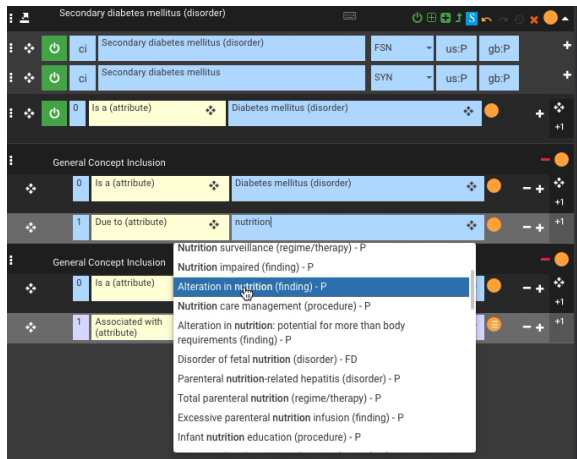 Secondary diabetes mellitus (disorder)
S
ci Secondary diabetes mellitus (disorder) FSN us:P gb:P
ci Secondary diabetes mellitus SYN us:P gb:P
0 Is a (attribute) Diabetes mellitus (disorder)
+1
General Concept Inclusion
0 Is a (attribute) Diabetes mellitus (disorder)
+1
1 Due to (attribute) nutrition +1
Nutrition surveillance (regime/therapy) - P
General Concept Inclusion
Nutrition impaired (finding) - P
0 Is a (attribute)
Alteration in nutrition (finding) - P
+1
Nutrition care management (procedure) - P
1 Associated with (attribute) +1
Alteration in nutrition: potential for more than body
requirements (finding) - P
Disorder of fetal nutrition (disorder) - FD
Parenteral nutrition-related hepatitis (disorder) - P
Total parenteral nutrition (regime/therapy) - P
Excessive parenteral nutrition infusion (finding) - P
Infant nutrition education (procedure) - P